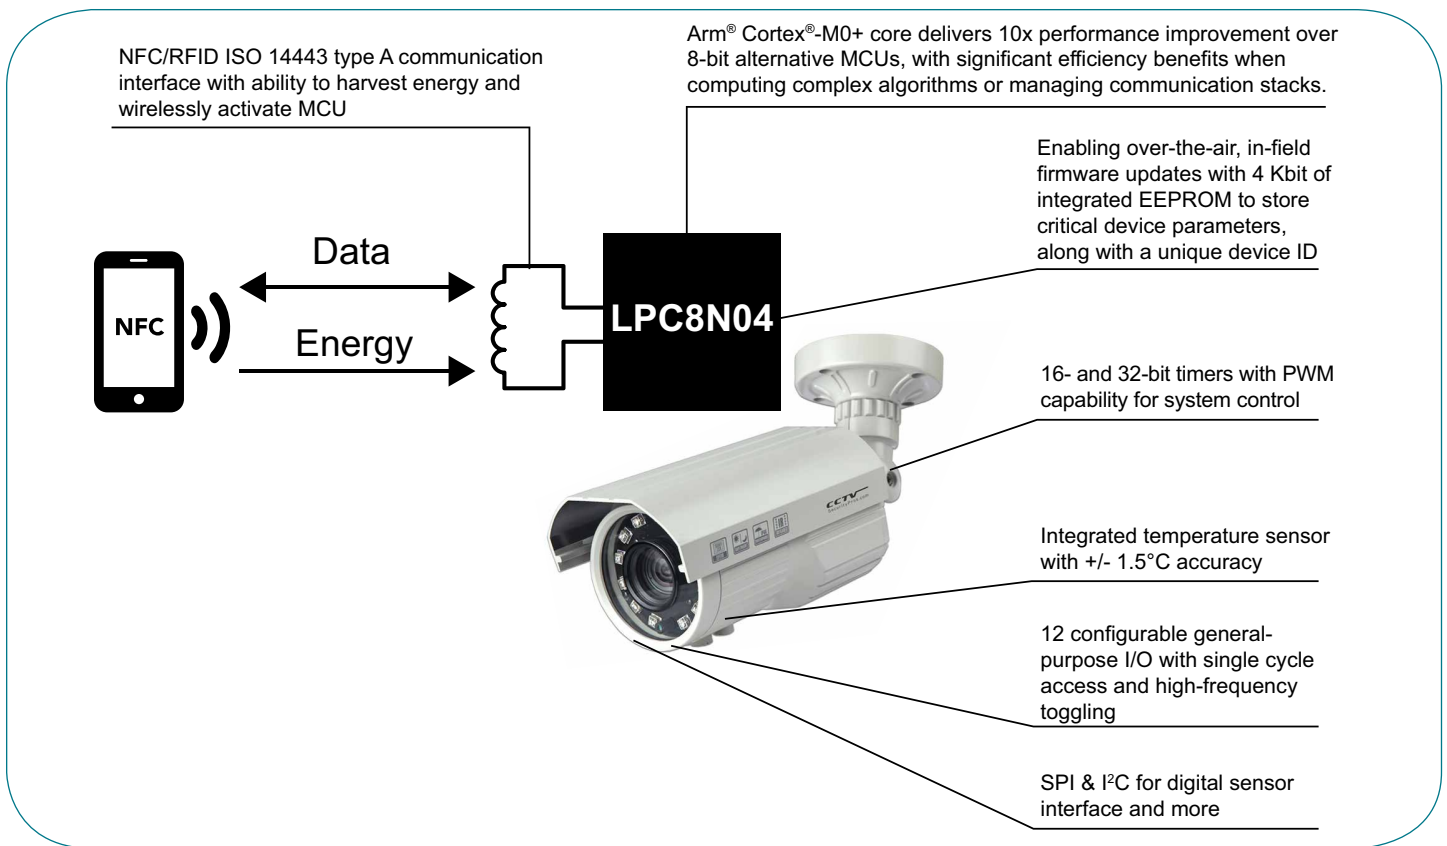 NFC/RFID ISO 14443 type A communication
interface with ability to harvest energy and
wirelessly activate MCU
Arm® Cortex®-M0+ core delivers 10x performance improvement over
8-bit alternative MCUs, with significant efficiency benefits when
computing complex algorithms or managing communication stacks.
Enabling over-the-air, in-field
firmware updates with 4 Kbit of
integrated EEPROM to store
critical device parameters,
along with a unique device ID
NFC
Data
Energy
LPC8N04
16- and 32-bit timers with PWM
capability for system control
CCTV
Integrated temperature sensor
with +/- 1.5°C accuracy
12 configurable general-
purpose I/O with single cycle
access and high-frequency
toggling
SPI & I²C for digital sensor
interface and more